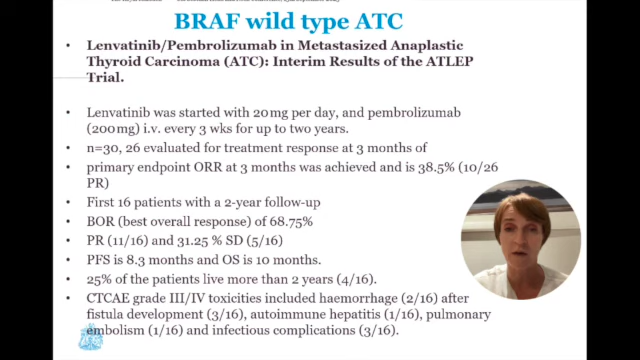 BRAF wild type ATC
• Lenvatinib/Pembrolizumab in Metastasized Anaplastic
Thyroid Carcinoma (ATC): Interim Results of the ATLEP
Trial.
• Lenvatinib was started with 20mg per day, and pembrolizumab
(200mg) i.v. every 3 wks for up to two years.
• n=30, 26 evaluated for treatment response at 3 months of
• primary endpoint ORR at 3 months was achieved and is 38.5% (10/26
PR)
• First 16 patients with a 2-year follow-up
• BOR (best overall response) of 68.75%
• PR (11/16) and 31.25 % SD (5/16)
• PFS is 8.3 months and OS is 10 months.
• 25% of the patients live more than 2 years (4/16).
• CTCAE grade III/IV toxicities included haemorrhage (2/16) after
fistula development (3/16), autoimmune hepatitis (1/16), pulmonary
embolism (1/16) and infectious complications (3/16).